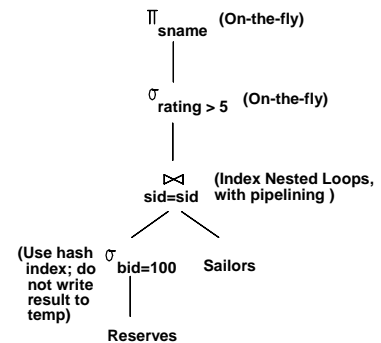 π sname (On-the-fly)
σ rating > 5 (On-the-fly)
⋈ (Index Nested Loops,
sid=sid with pipelining )
(Use hash σ
index; do bid=100 Sailors
not write
result to
temp)
Reserves